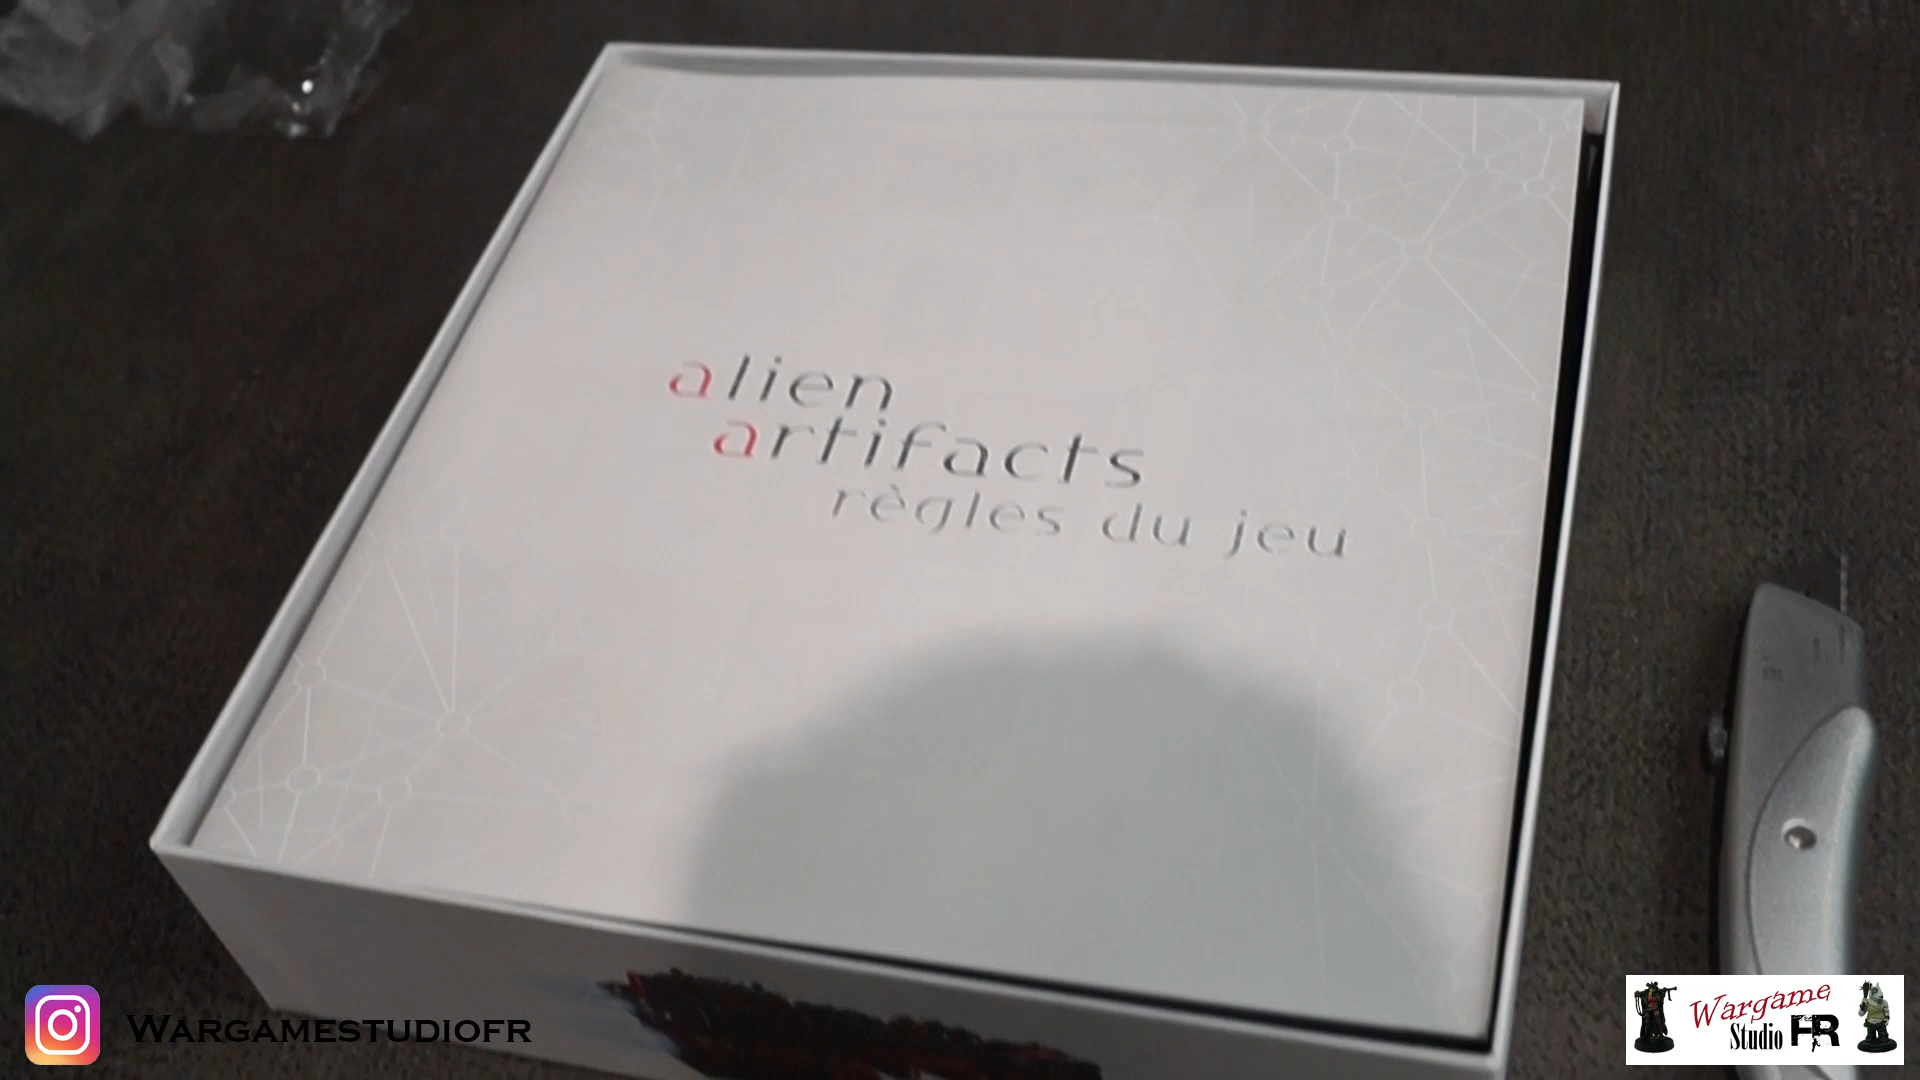 alien
artifacts
règles du jeu
Wargamestudiofr
Wargame
Studio FR